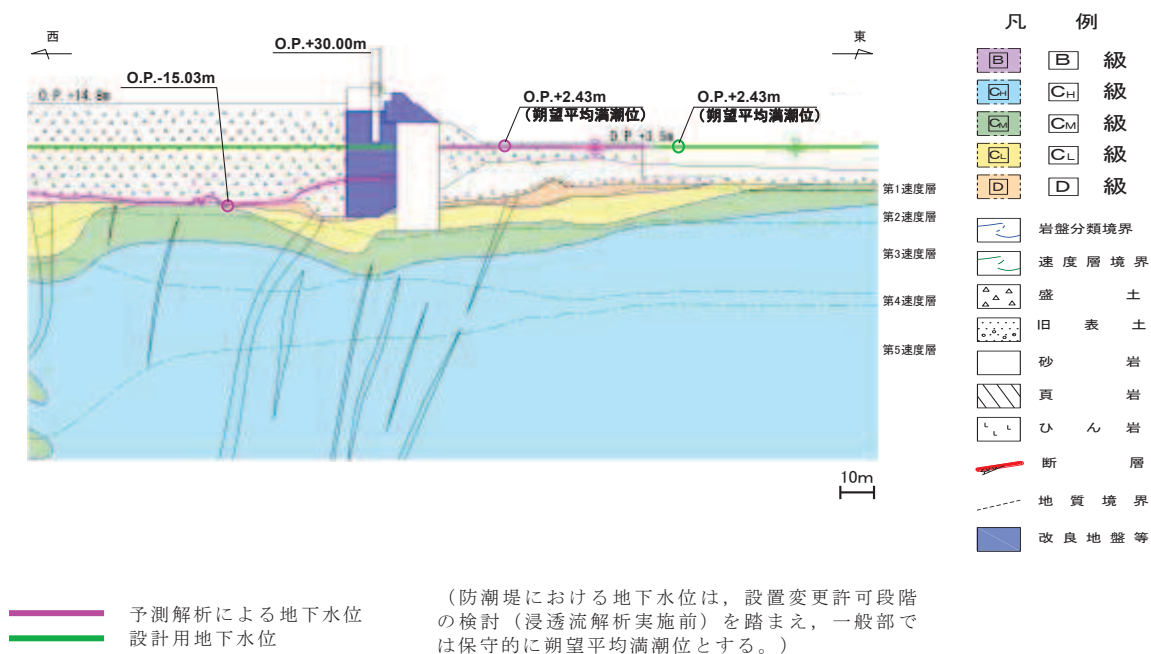 西
東
O.P.+30.00m
O.P.-15.03m
O.P.+14.8m
O.P.+2.43m
(朔望平均満潮位)
O.P.+2.43m
(朔望平均満潮位)
O.P.+3.5m
第1速度層
第2速度層
第3速度層
第4速度層
第5速度層
10m
凡 例
B B 級
CH CH 級
CM CM 級
CL CL 級
D D 級
岩盤分類境界
速度層境界
盛土
旧表土
砂岩
頁岩
ひん岩
断層
地質境界
改良地盤等
予測解析による地下水位
設計用地下水位
(防潮堤における地下水位は,設置変更許可段階
の検討(浸透流解析実施前)を踏まえ,一般部で
は保守的に朔望平均満潮位とする。)